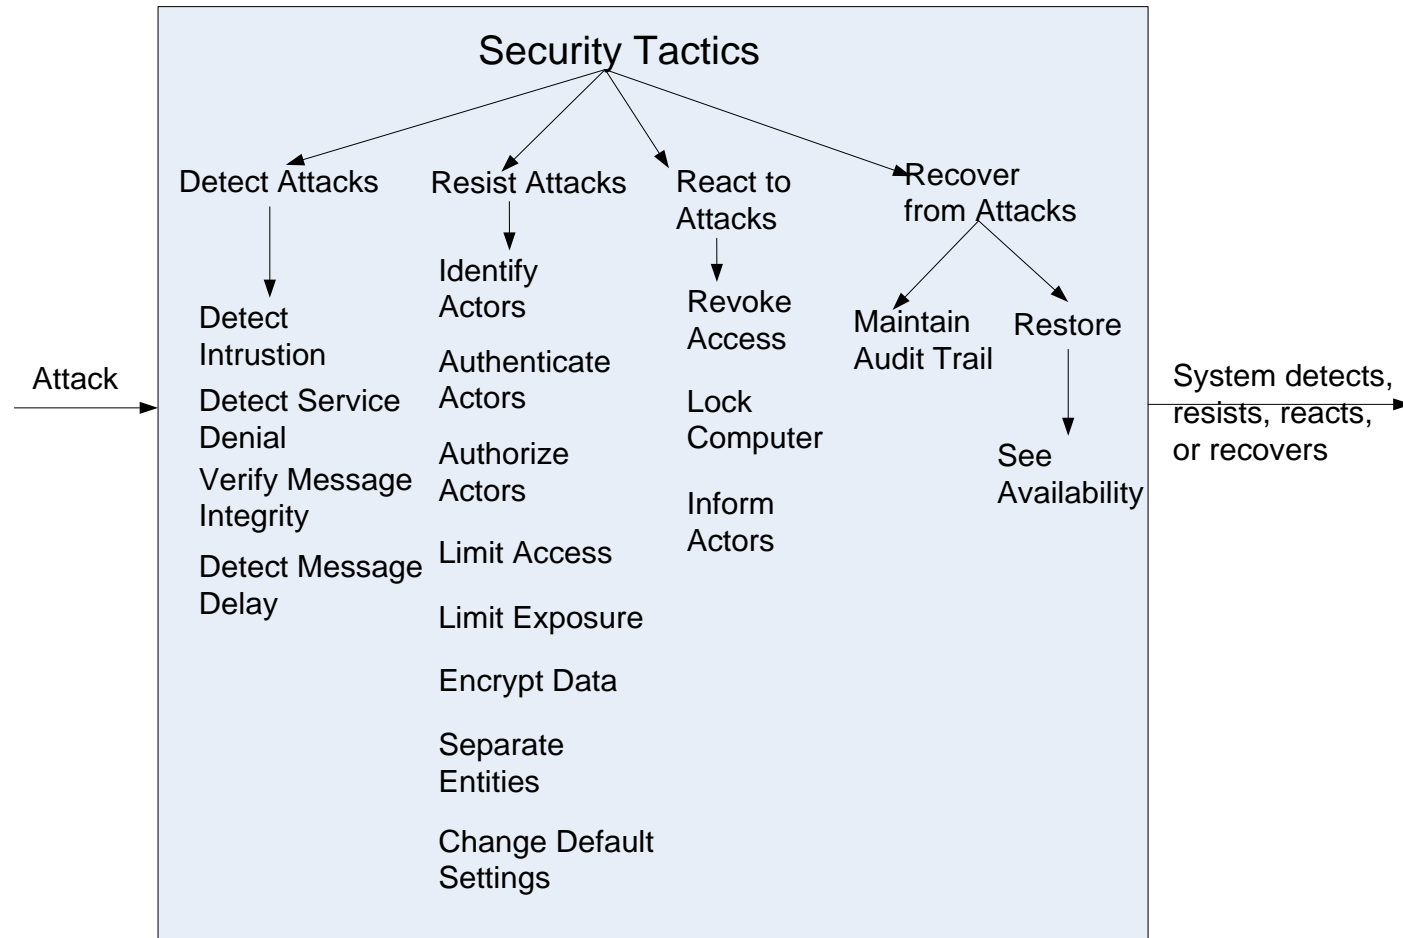 Security Tactics
Detect Attacks
Detect
Intrustion
Detect Service
Denial
Verify Message
Integrity
Detect Message
Delay
Resist Attacks
Identify
Actors
Authenticate
Actors
Authorize
Actors
Limit Access
Limit Exposure
Encrypt Data
Separate
Entities
Change Default
Settings
React to
Attacks
Revoke
Access
Lock
Computer
Inform
Actors
Recover
from Attacks
Maintain
Audit Trail
Restore
See
Availability
Attack
System detects,
resists, reacts,
or recovers